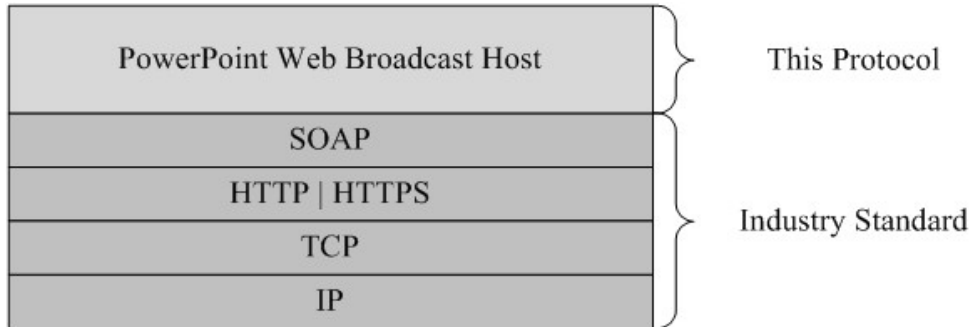 PowerPoint Web Broadcast Host
This Protocol
SOAP
HTTP | HTTPS
TCP
IP
Industry Standard